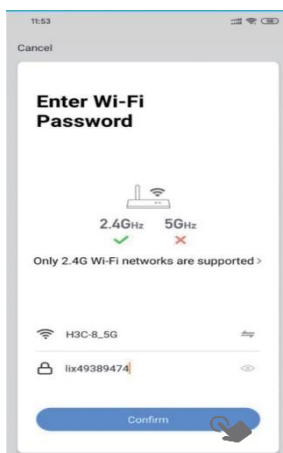 11:53
Cancel
Enter Wi-Fi
Password
2.4GHz 5GHz
Only 2.4G Wi-Fi networks are supported >
H3C-8_5G
lix49389474
Confirm